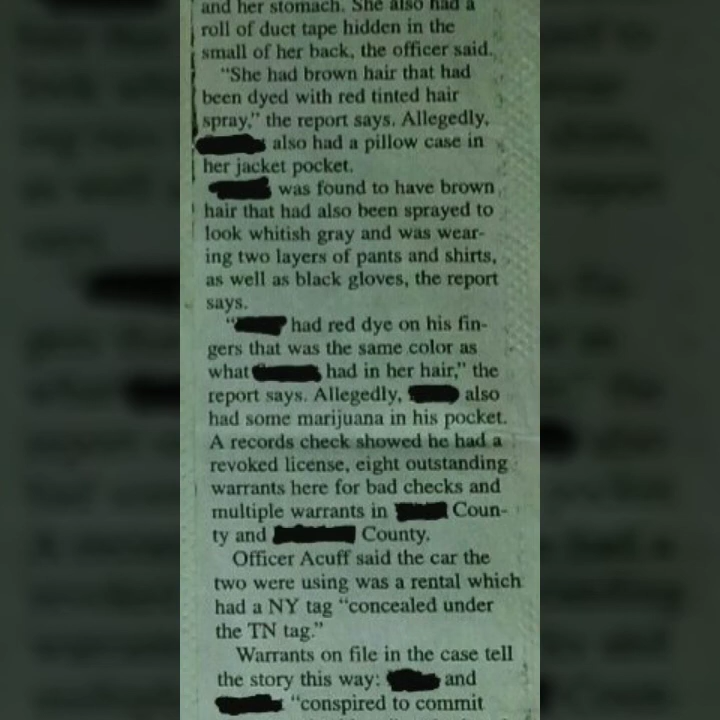 and her stomach. She also had a
roll of duct tape hidden in the
small of her back, the officer said.
"She had brown hair that had
been dyed with red tinted hair
spray," the report says. Allegedly,
also had a pillow case in
her jacket pocket.
was found to have brown
hair that had also been sprayed to
look whitish gray and was wear-
ing two layers of pants and shirts,
as well as black gloves, the report
says.
" had red dye on his fin-
gers that was the same color as
what had in her hair," the
report says. Allegedly, also
had some marijuana in his pocket.
A records check showed he had a
revoked license, eight outstanding
warrants here for bad checks and
multiple warrants in Coun-
ty and County.
Officer Acuff said the car the
two were using was a rental which
had a NY tag "concealed under
the TN tag."
Warrants on file in the case tell
the story this way: and
"conspired to commit